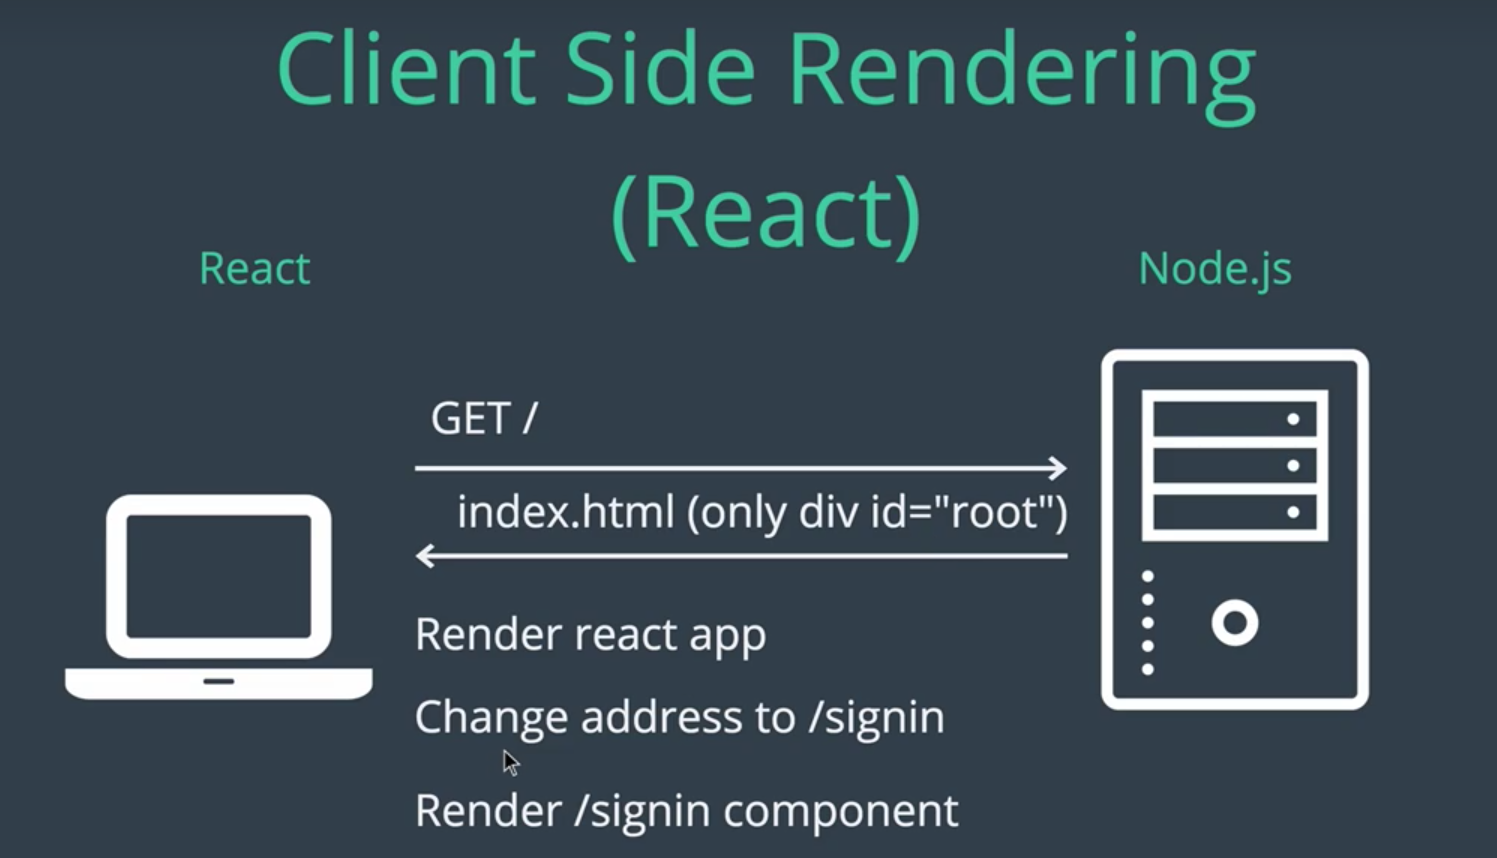 Client Side Rendering
(React)
React
Node.js
GET /
index.html (only div id="root")
Render react app
Change address to /signin
Render /signin component